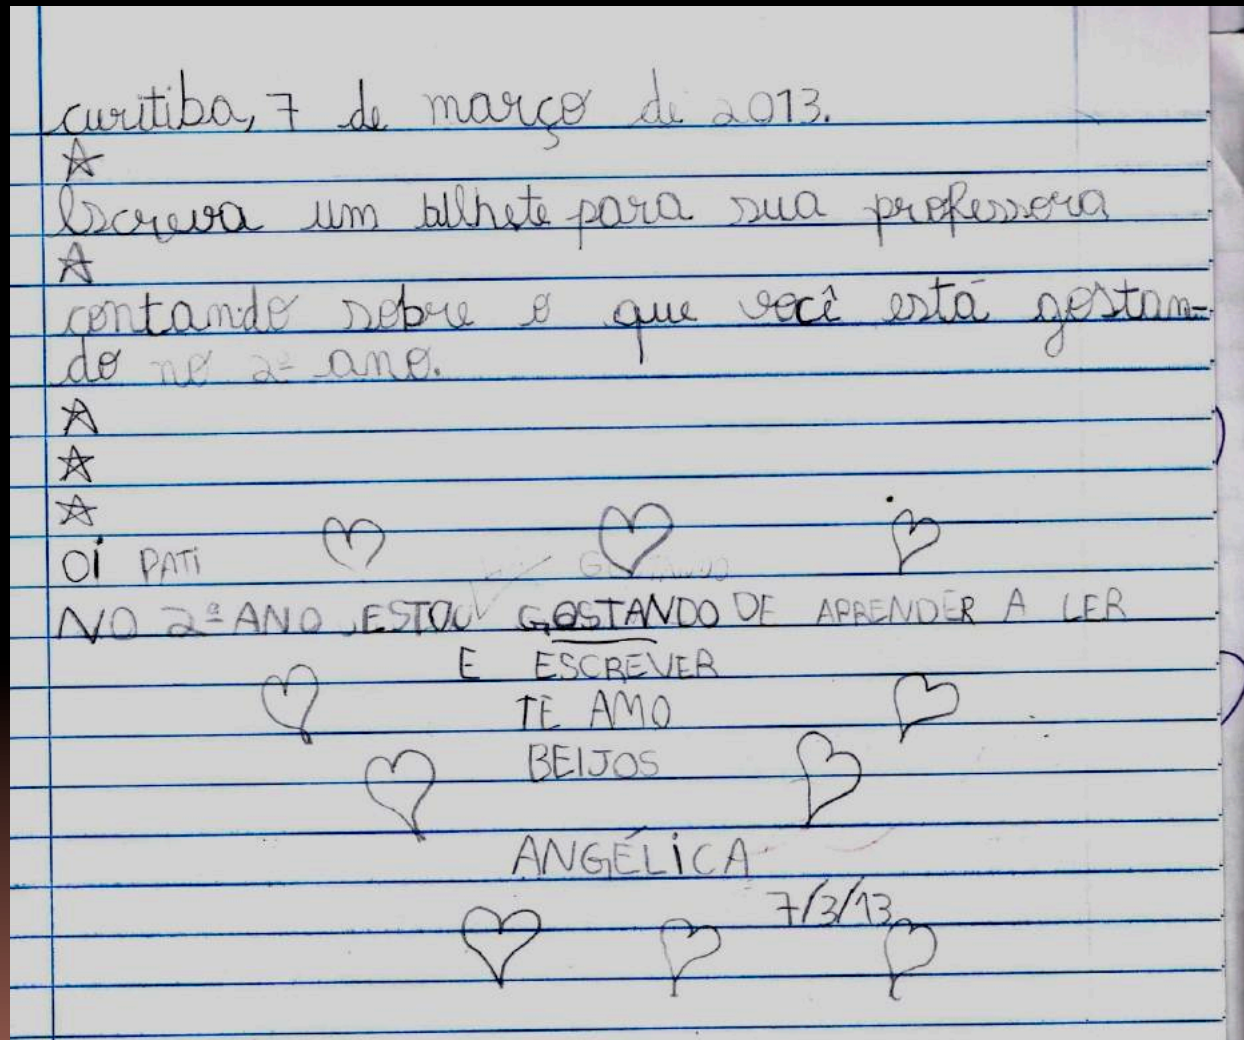 curitiba, 7 de março de 2013.
Escreva um bilhete para sua professora
contando sobre o que você está gostan-
do no 2º ano.
OI PATI
NO 2º ANO ESTOU GOSTANDO DE APRENDER A LER
E ESCREVER
TE AMO
BEIJOS
ANGÉLICA
7/3/13